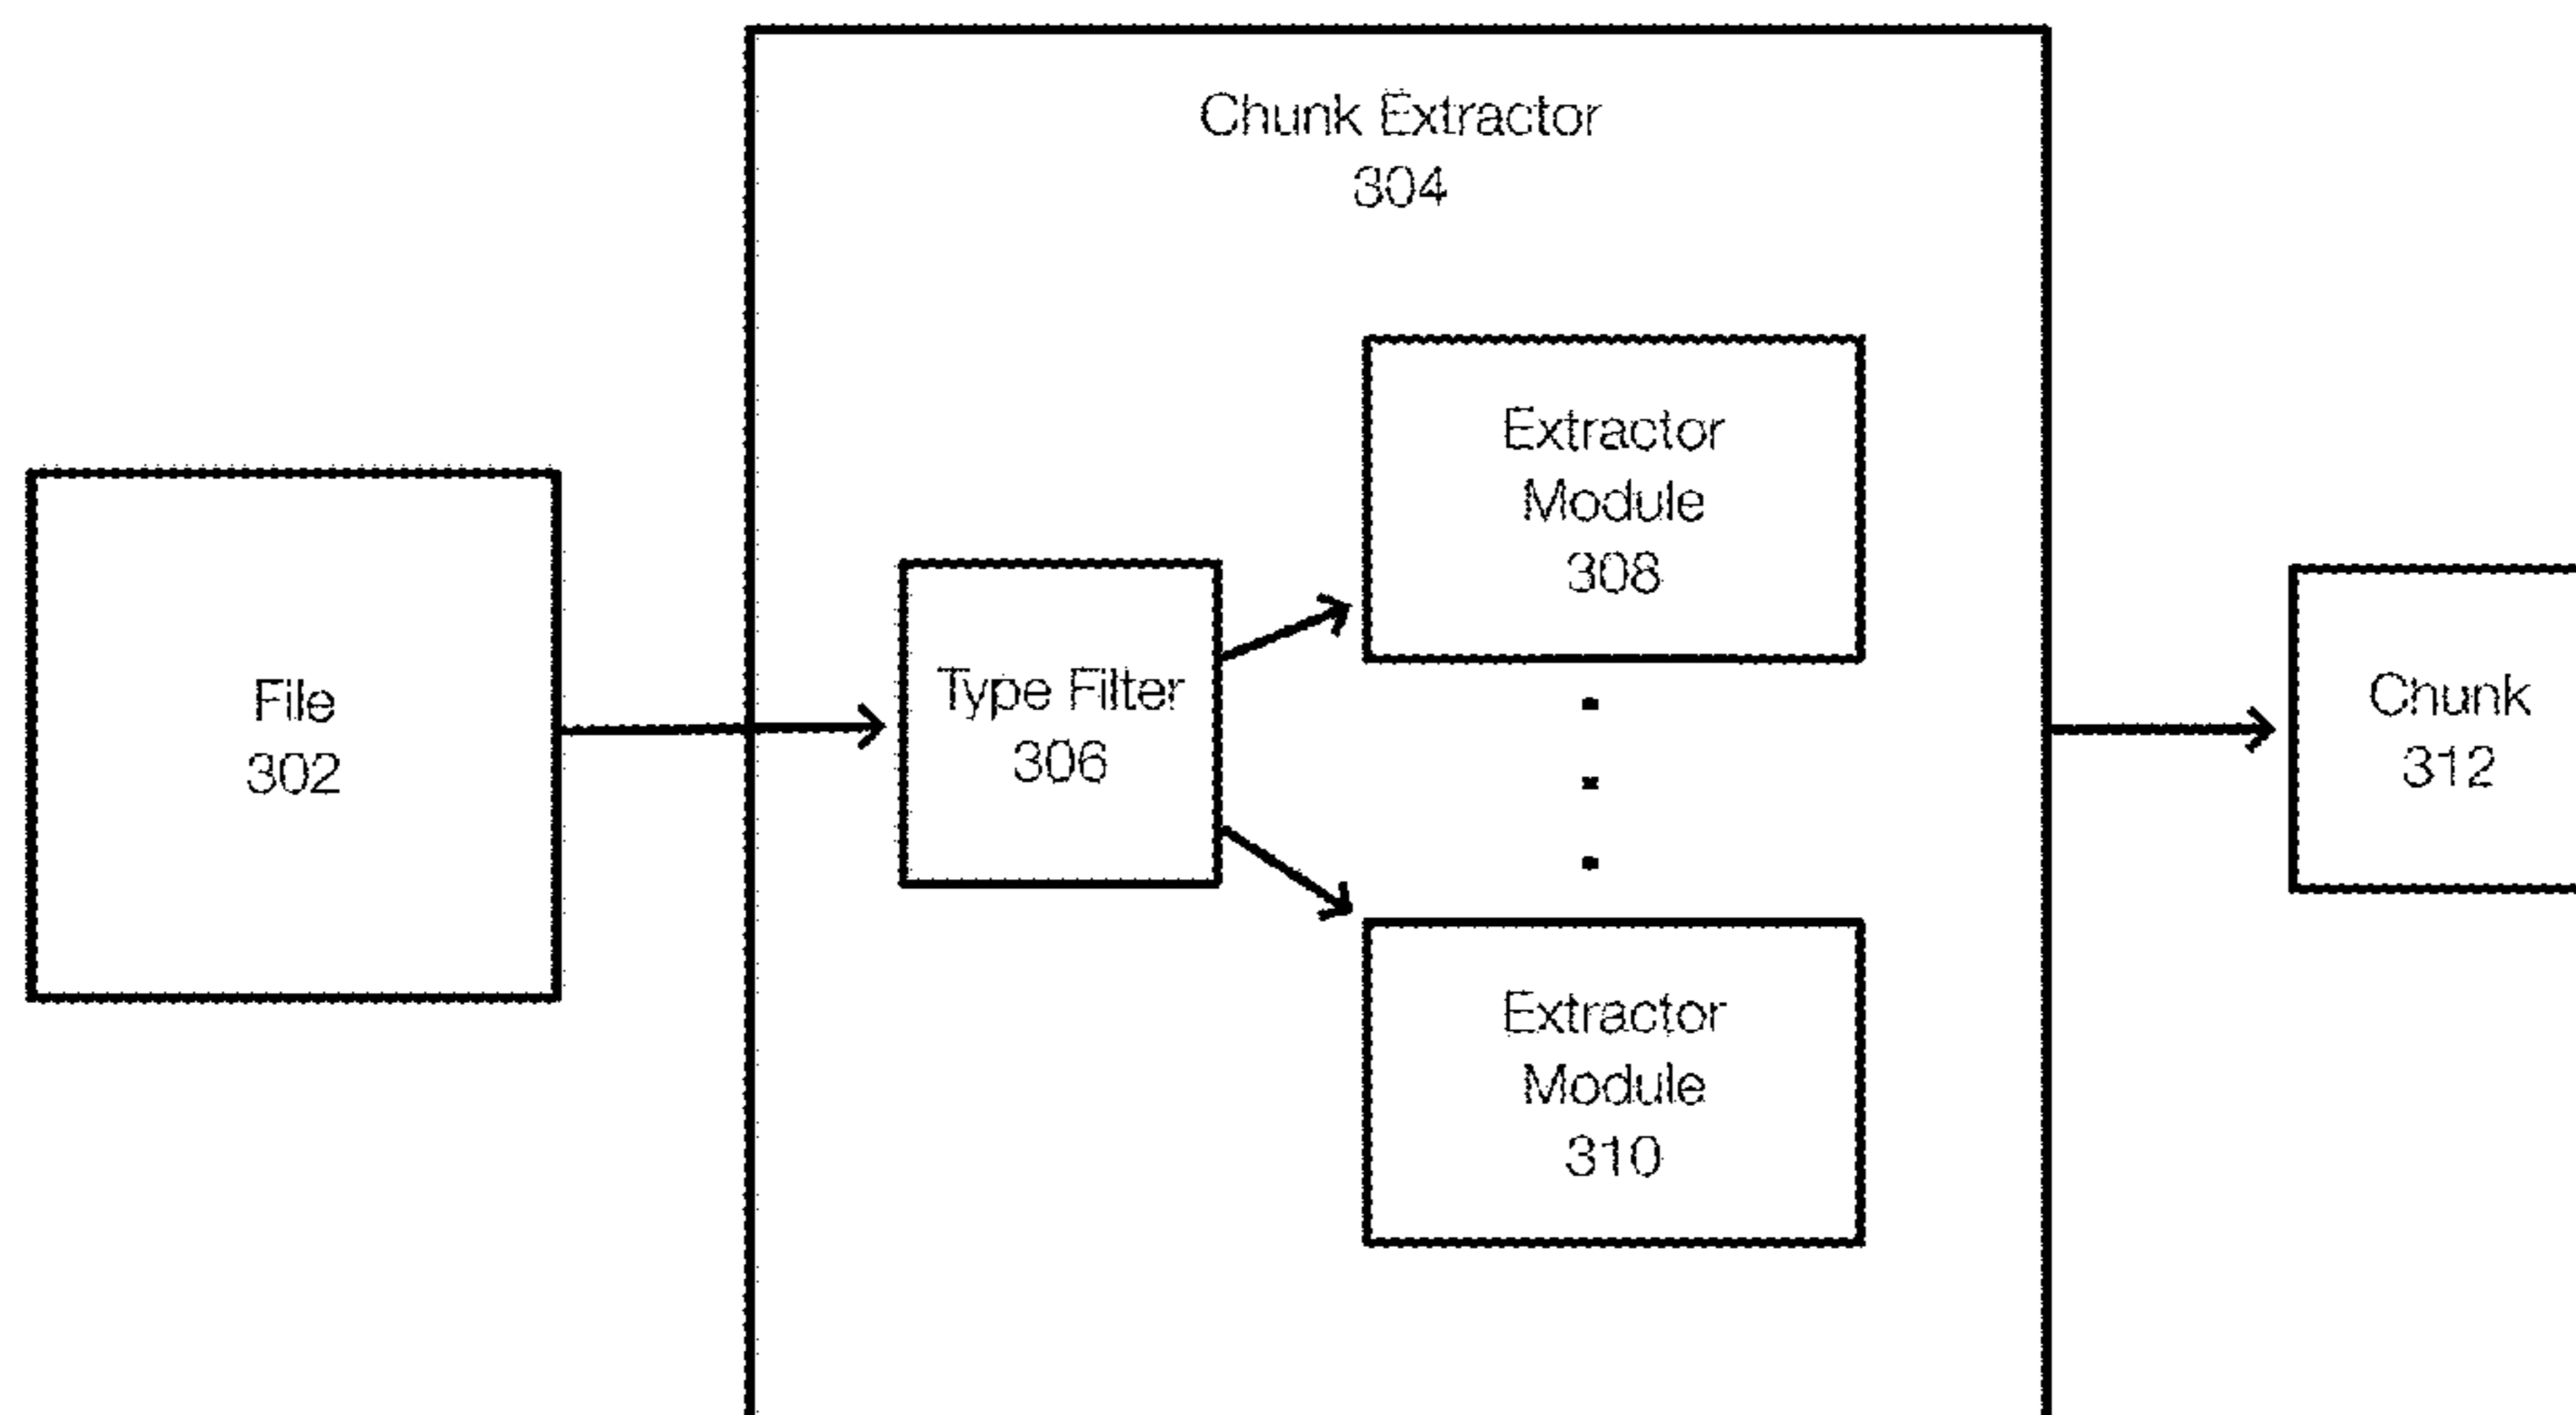 Chunk Extractor
304
File
302
Type Filter
306
Extractor
Module
308
Extractor
Module
310
Chunk
312